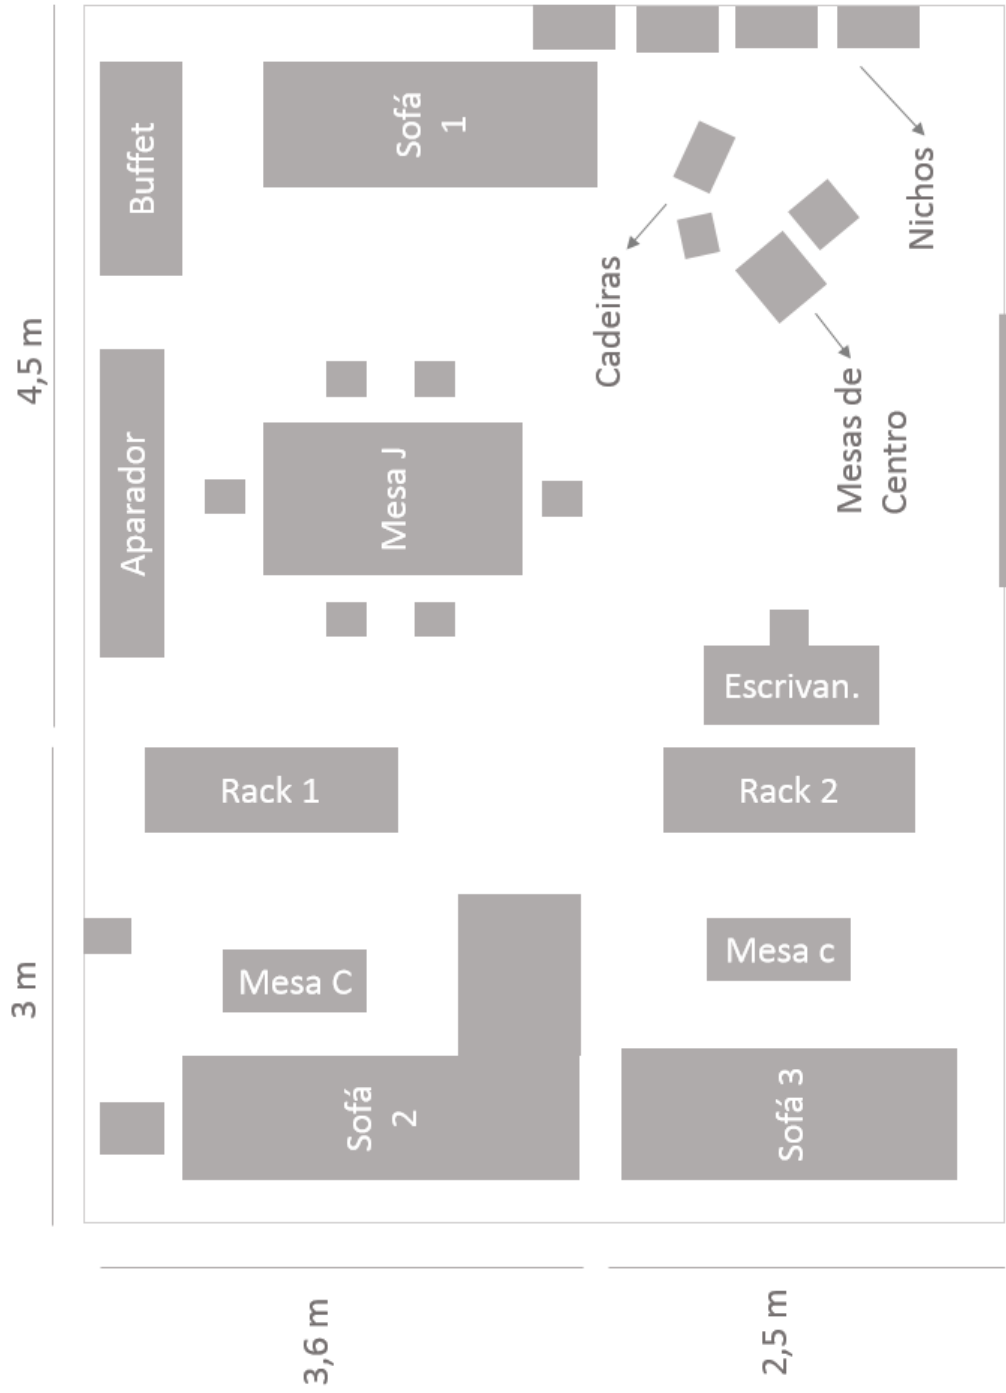 Buffet
Sofá
1
Nichos
Cadeiras
4,5 m
Aparador
Mesa J
Mesas de
Centro
Escrivan.
Rack 1
Rack 2
3 m
Mesa C
Mesa c
Sofá
2
Sofá 3
3,6 m
2,5 m